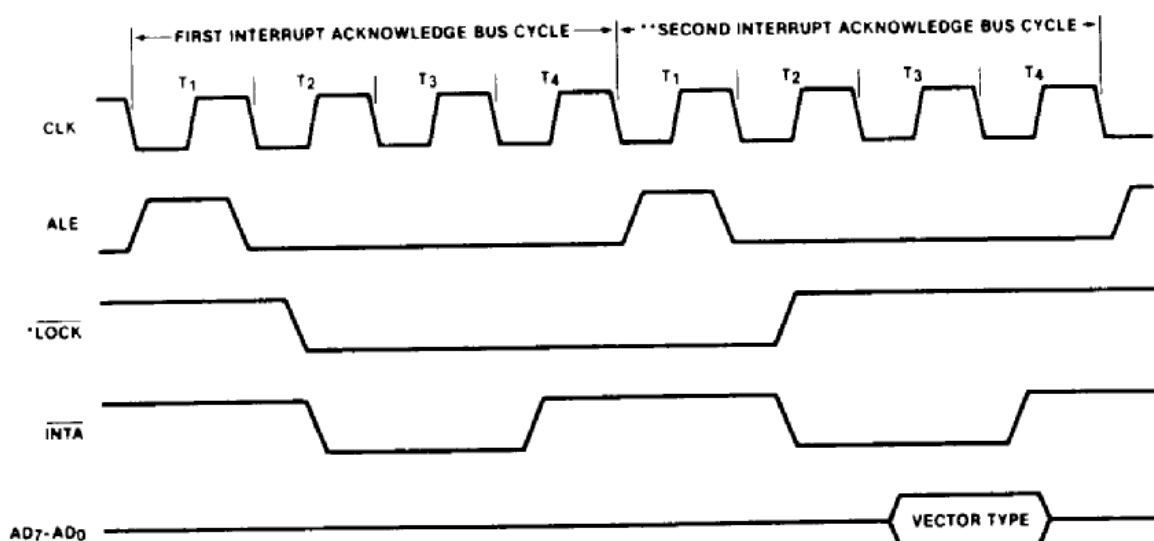 FIRST INTERRUPT ACKNOWLEDGE BUS CYCLE **SECOND INTERRUPT ACKNOWLEDGE BUS CYCLE
T1 T2 T3 T4 T1 T2 T3 T4
CLK
ALE
*LOCK
INTA
AD7-AD0 VECTOR TYPE